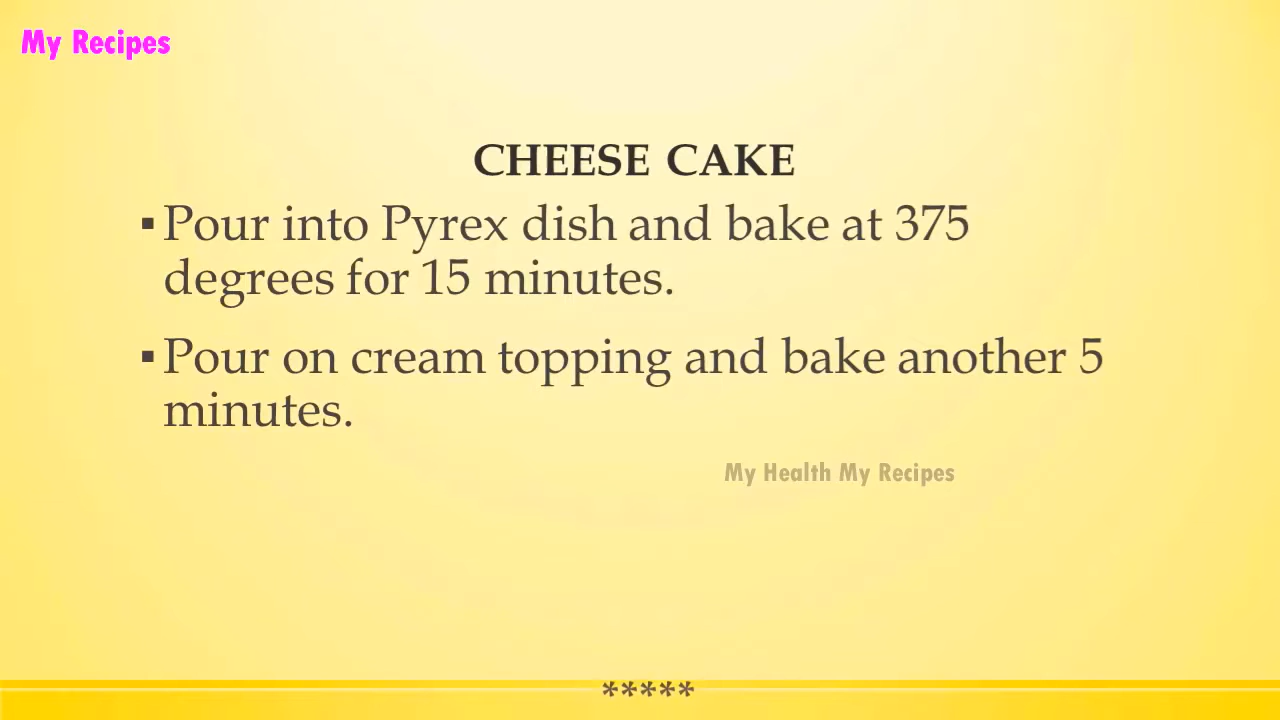 My Recipes
CHEESE CAKE
▪ Pour into Pyrex dish and bake at 375
degrees for 15 minutes.
▪ Pour on cream topping and bake another 5
minutes.
My Health My Recipes
*****